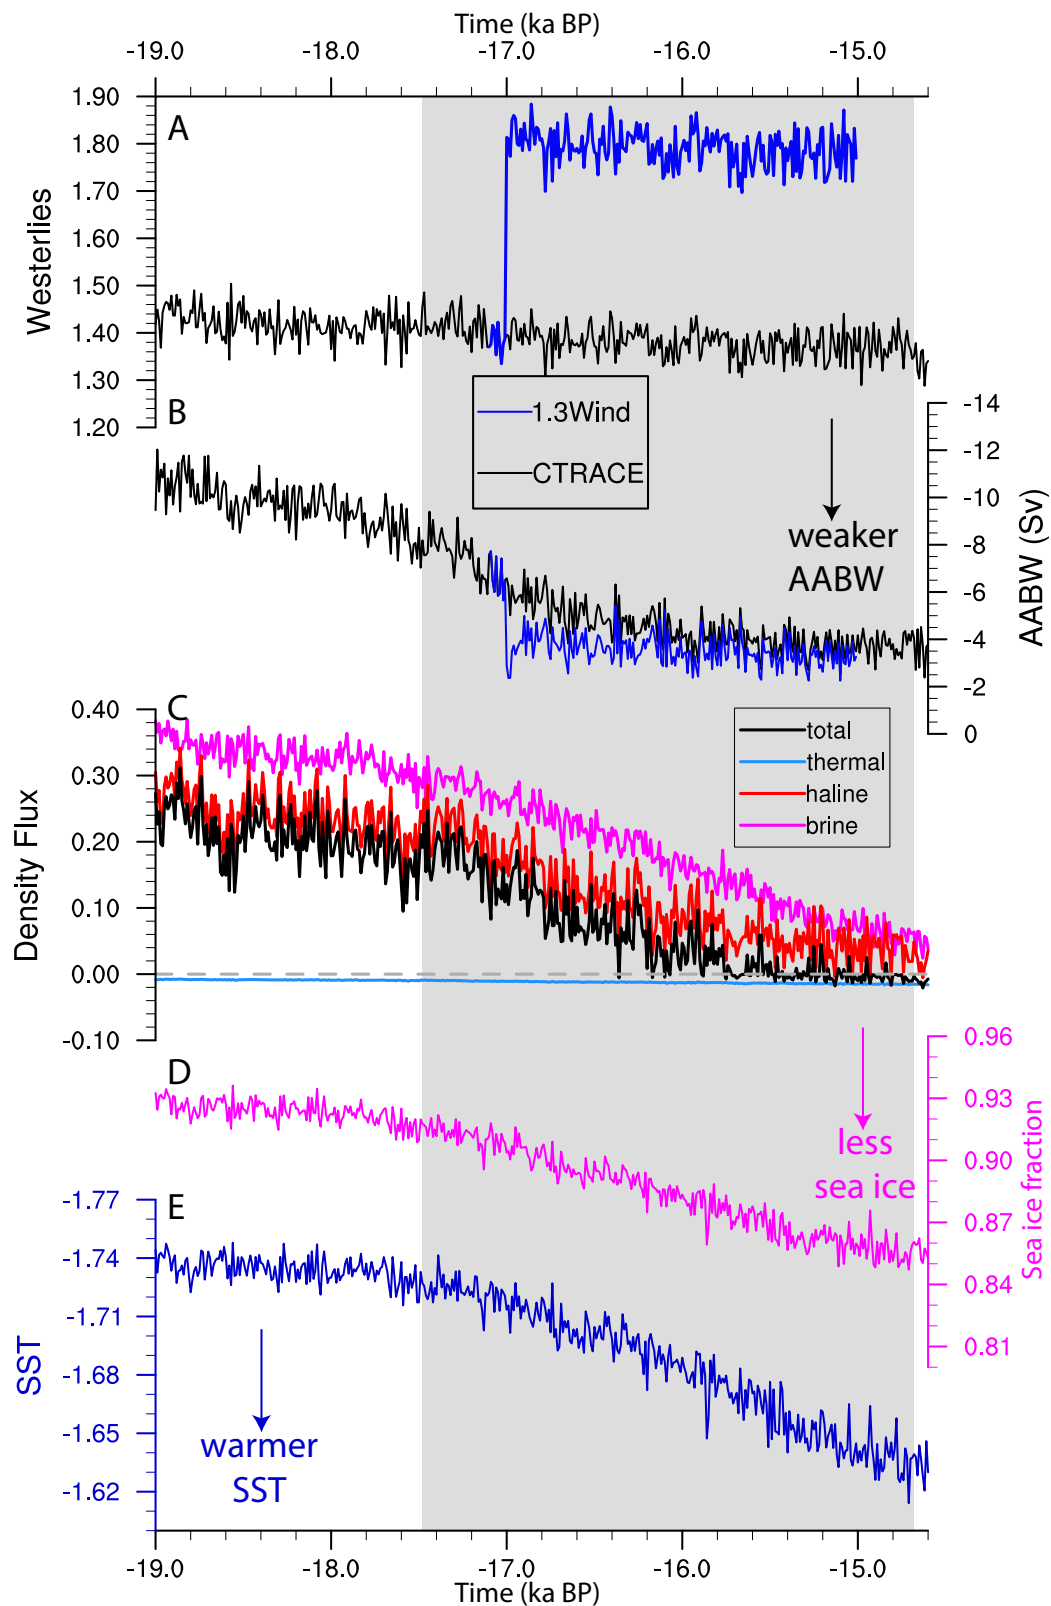 Time (ka BP)
-19.0 -18.0 -17.0 -16.0 -15.0
A
Westerlies
1.90
1.80
1.70
1.60
1.50
1.40
1.30
1.20
1.3Wind
CTRACE
B
-14
-12
-10
-8
-6
-4
-2
0
AABW (Sv)
weaker
AABW
C
Density Flux
0.40
0.30
0.20
0.10
0.00
-0.10
total
thermal
haline
brine
D
0.96
0.93
0.90
0.87
0.84
0.81
Sea ice fraction
less
sea ice
E
SST
-1.77
-1.74
-1.71
-1.68
-1.65
-1.62
warmer
SST
-19.0 -18.0 -17.0 -16.0 -15.0
Time (ka BP)